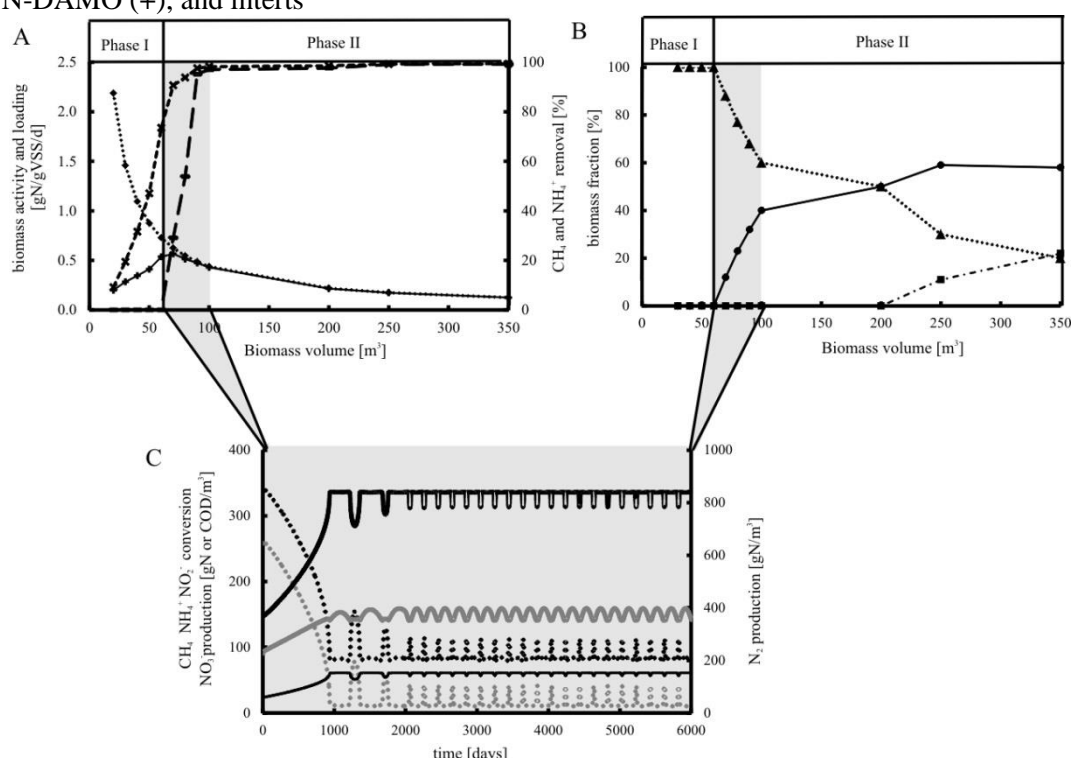 N-DAMO (+), and interts
A
Phase I
Phase II
2.5
2.0
1.5
1.0
0.5
0.0
biomass activity and loading
[gN/gVSS/d]
100
80
60
40
20
0
CH₄ and NH₄⁺ removal [%]
0 50 100 150 200 250 300 350
Biomass volume [m³]
B
Phase I
Phase II
100
80
60
40
20
0
biomass fraction [%]
0 50 100 150 200 250 300 350
Biomass volume [m³]
C
400
300
200
100
0
CH₄ NH₄⁺ NO₂⁻ conversion
NO₃⁻production [gN or COD/m³]
1000
800
600
400
200
0
N₂ production [gN/m³]
0 1000 2000 3000 4000 5000 6000
time [days]